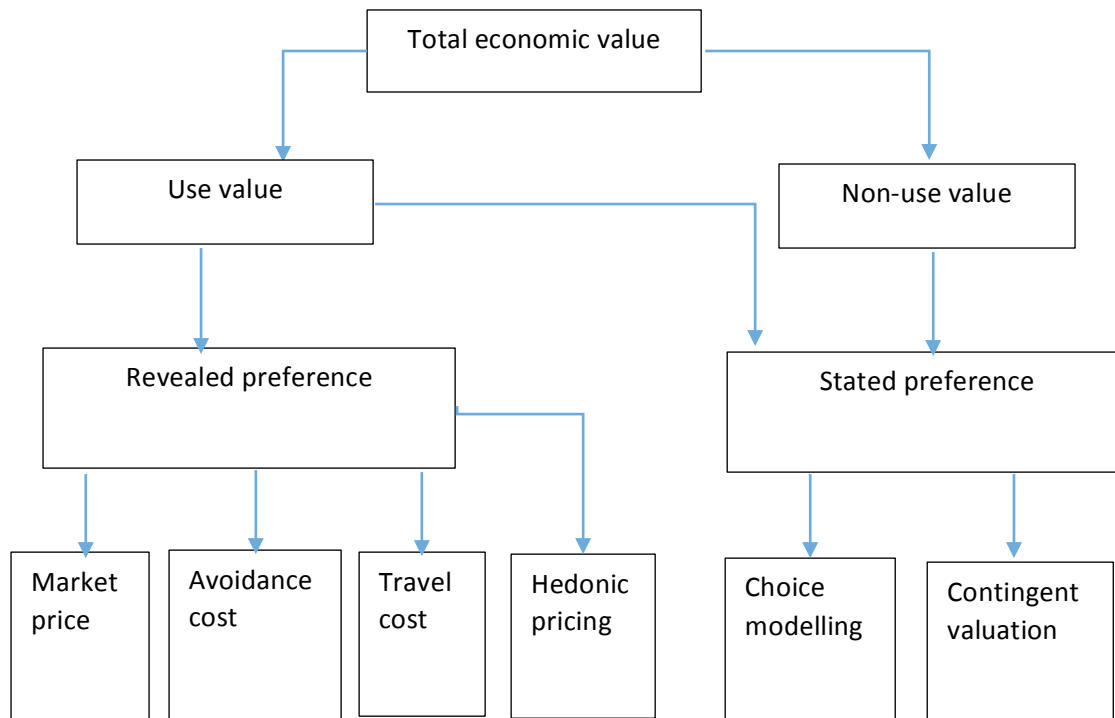 Total economic value
Use value
Non-use value
Revealed preference
Stated preference
Market
price
Avoidance
cost
Travel
cost
Hedonic
pricing
Choice
modelling
Contingent
valuation